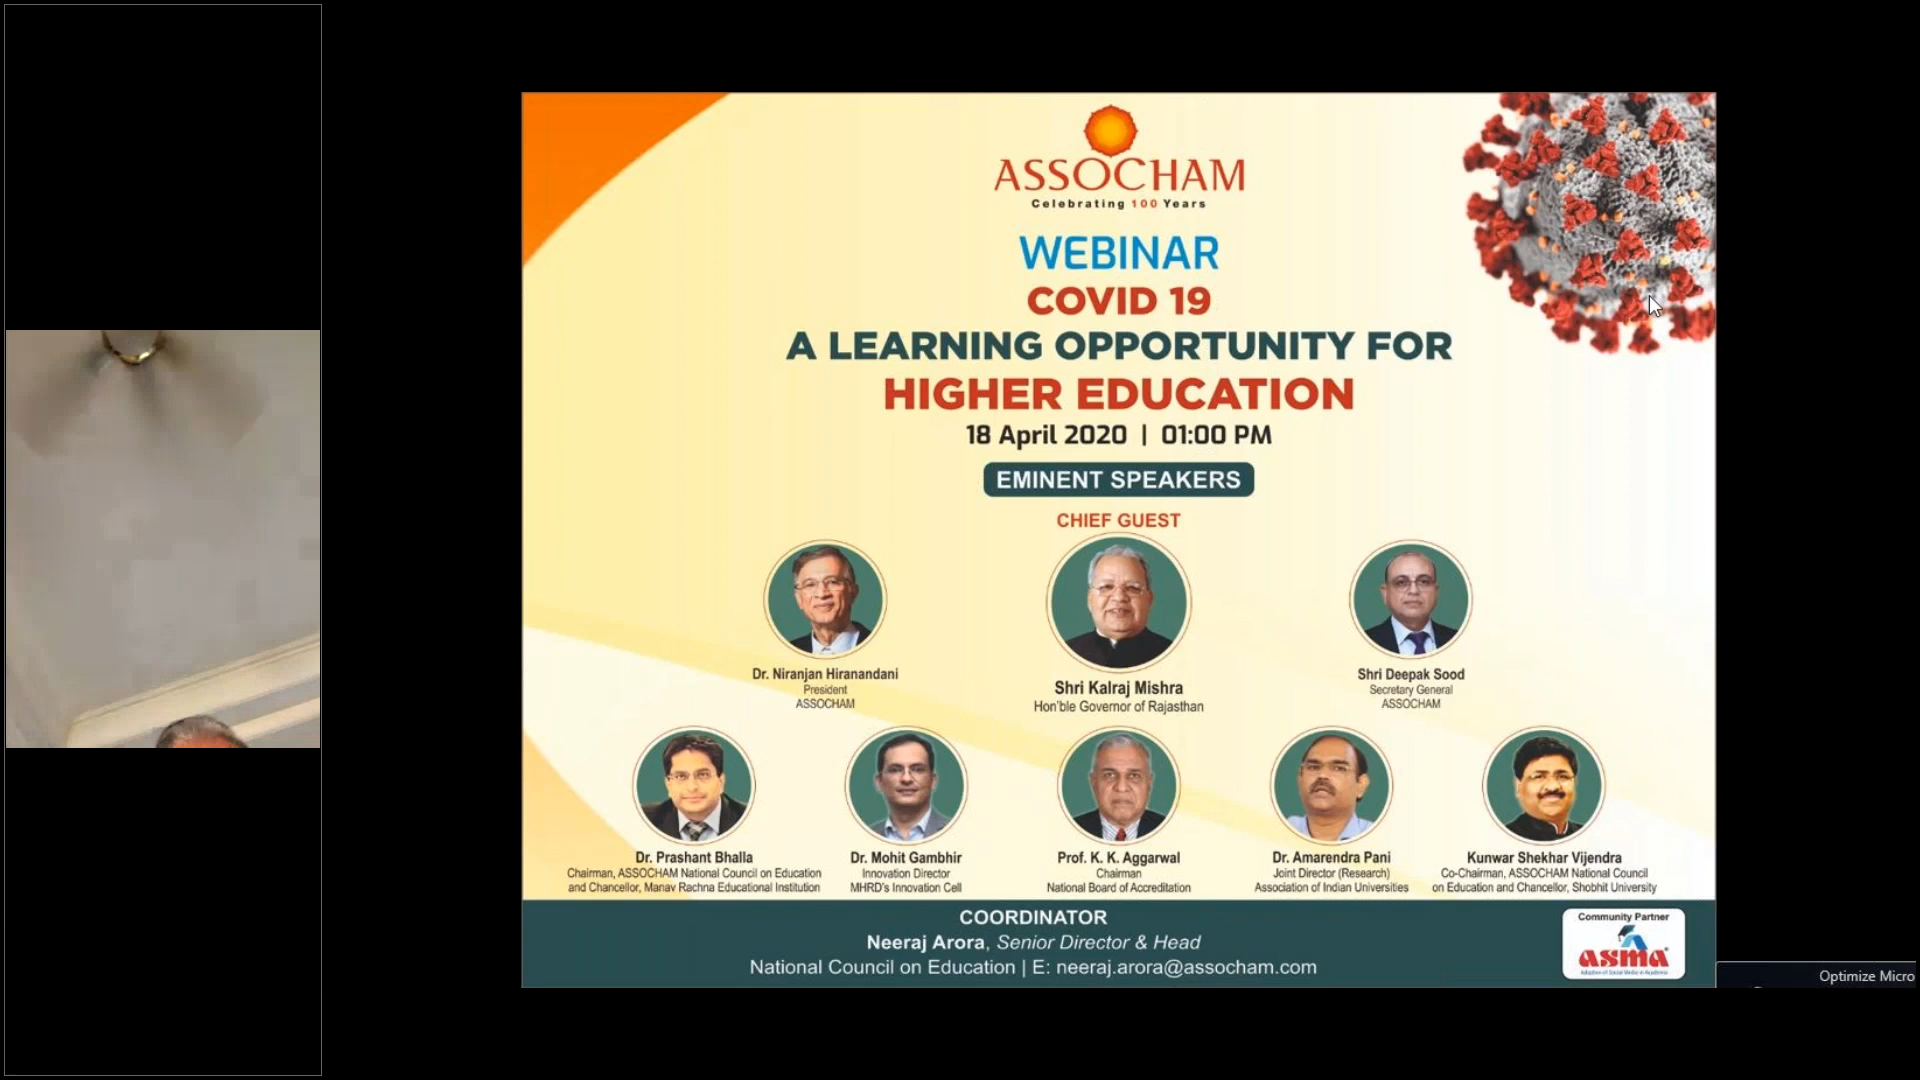 ASSOCHAM
Celebrating 100 Years
WEBINAR
COVID 19
A LEARNING OPPORTUNITY FOR
HIGHER EDUCATION
18 April 2020 | 01:00 PM
EMINENT SPEAKERS
CHIEF GUEST
Dr. Niranjan Hiranandani
President
ASSOCHAM
Shri Kalraj Mishra
Hon'ble Governor of Rajasthan
Shri Deepak Sood
Secretary General
ASSOCHAM
Dr. Prashant Bhalla
Chairman, ASSOCHAM National Council on Education
and Chancellor, Manav Rachna Educational Institution
Dr. Mohit Gambhir
Innovation Director
MHRD's Innovation Cell
Prof. K. K. Aggarwal
Chairman
National Board of Accreditation
Dr. Amarendra Pani
Joint Director (Research)
Association of Indian Universities
Kunwar Shekhar Vijendra
Co-Chairman, ASSOCHAM National Council
on Education and Chancellor, Shobhit University
COORDINATOR
Neeraj Arora, Senior Director & Head
National Council on Education | E: neeraj.arora@assocham.com
Community Partner
asma
Adoption of Social Media in Academia
Optimize Micro